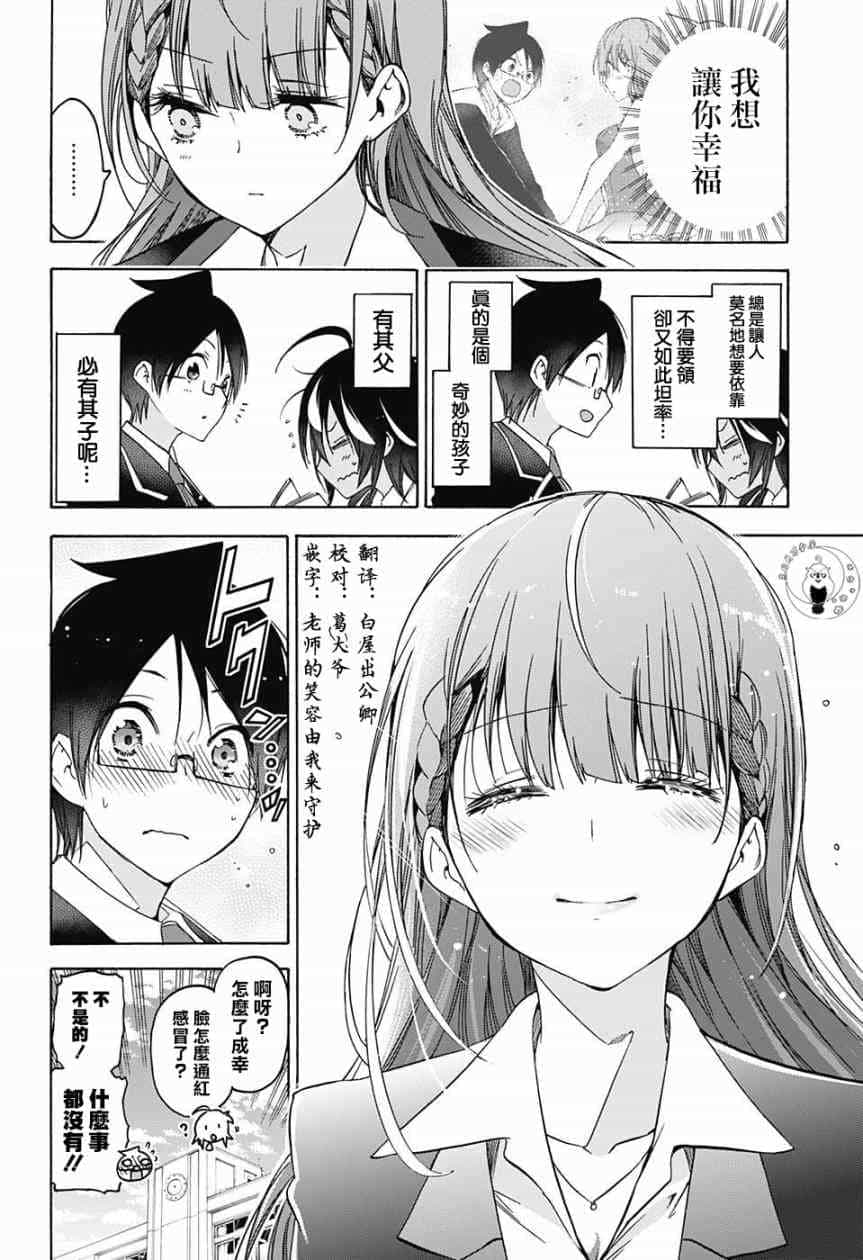 我想
讓你幸福
………
總是讓人
莫名地想要依靠
不得要領
卻又如此坦率…
真的是個
奇妙的孩子
有其父
必有其子呢…
翻译：白屋出公卿
校对：葛大爷。
嵌字：老师的笑容由我来守护
トクン
啊呀？
怎麼了成幸
臉怎麼通紅
感冒了？
不
不是的！
什麼事
都沒有!!